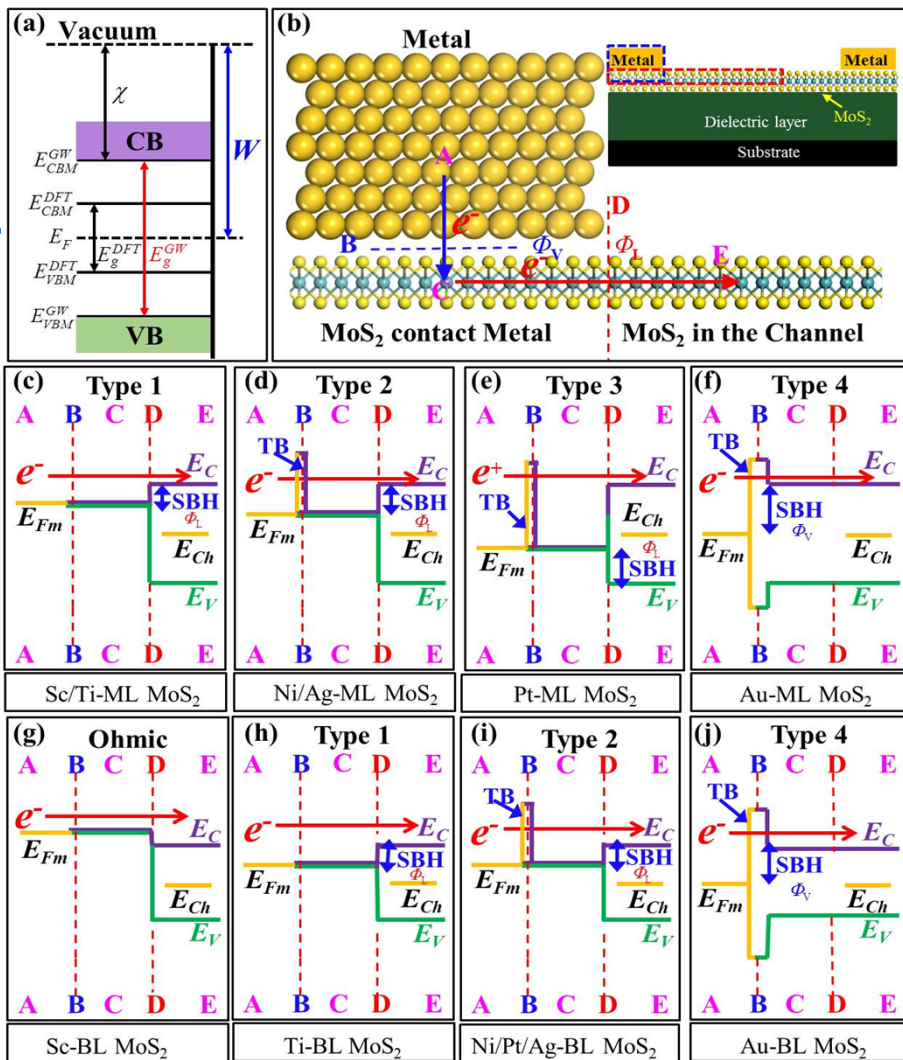 (a)
Vacuum
χ
W
CB
E_CBM^GW
E_CBM^DFT
E_F
E_g^DFT
E_g^GW
E_VBM^DFT
E_VBM^GW
VB
(b)
Metal
A
e-
B
Φ_V
C
e-
D
Φ_L
E
MoS₂ contact Metal
MoS₂ in the Channel
Metal
Metal
MoS₂
Dielectric layer
Substrate
(c)
Type 1
A B C D E
e-
E_C
SBH
Φ_L
E_Fm
E_Ch
E_V
A B C D E
Sc/Ti-ML MoS₂
(d)
Type 2
A B C D E
TB
e-
E_C
SBH
Φ_L
E_Fm
E_Ch
E_V
A B C D E
Ni/Ag-ML MoS₂
(e)
Type 3
A B C D E
e+
E_C
TB
E_Ch
E_Fm
Φ_L
SBH
E_V
A B C D E
Pt-ML MoS₂
(f)
Type 4
A B C D E
TB
e-
E_C
SBH
Φ_V
E_Fm
E_Ch
E_V
A B C D E
Au-ML MoS₂
(g)
Ohmic
A B C D E
e-
E_C
E_Fm
E_Ch
E_V
A B C D E
Sc-BL MoS₂
(h)
Type 1
A B C D E
e-
E_C
SBH
Φ_L
E_Fm
E_Ch
E_V
A B C D E
Ti-BL MoS₂
(i)
Type 2
A B C D E
TB
e-
E_C
SBH
Φ_L
E_Fm
E_Ch
E_V
A B C D E
Ni/Pt/Ag-BL MoS₂
(j)
Type 4
A B C D E
TB
e-
E_C
SBH
Φ_V
E_Fm
E_Ch
E_V
A B C D E
Au-BL MoS₂